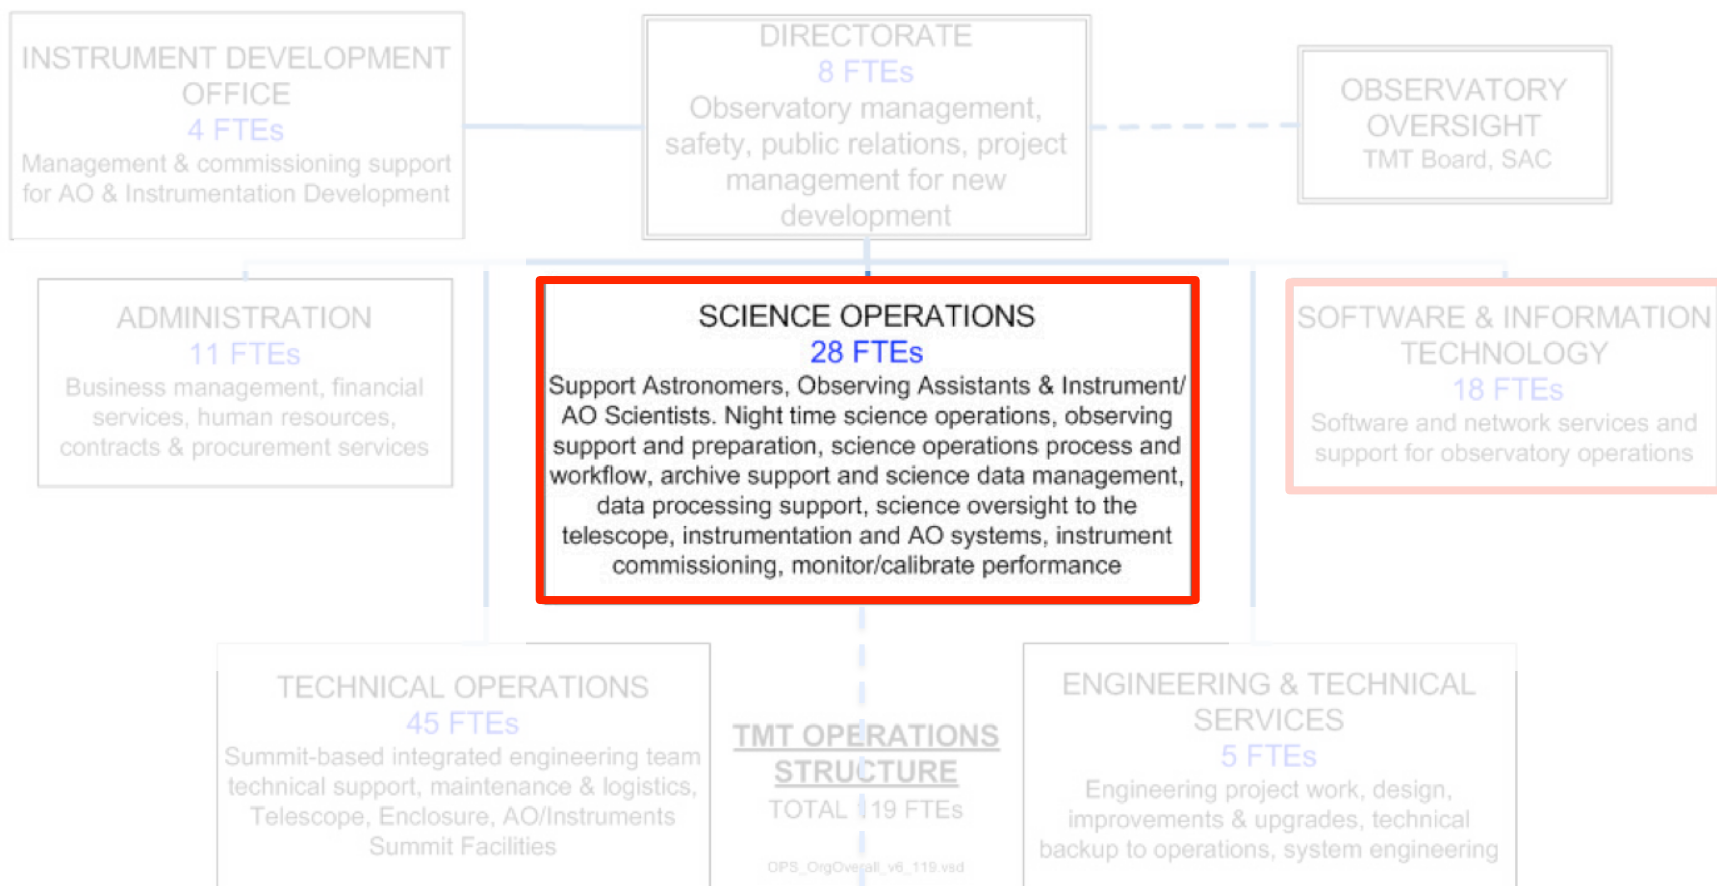 INSTRUMENT DEVELOPMENT
OFFICE
4 FTEs
Management & commissioning support
for AO & Instrumentation Development
DIRECTORATE
8 FTEs
Observatory management,
safety, public relations, project
management for new
development
OBSERVATORY
OVERSIGHT
TMT Board, SAC
ADMINISTRATION
11 FTEs
Business management, financial
services, human resources,
contracts & procurement services
SCIENCE OPERATIONS
28 FTEs
Support Astronomers, Observing Assistants & Instrument/
AO Scientists. Night time science operations, observing
support and preparation, science operations process and
workflow, archive support and science data management,
data processing support, science oversight to the
telescope, instrumentation and AO systems, instrument
commissioning, monitor/calibrate performance
SOFTWARE & INFORMATION
TECHNOLOGY
18 FTEs
Software and network services and
support for observatory operations
TECHNICAL OPERATIONS
45 FTEs
Summit-based integrated engineering team
technical support, maintenance & logistics,
Telescope, Enclosure, AO/Instruments
Summit Facilities
TMT OPERATIONS
STRUCTURE
TOTAL 119 FTEs
OPS_OrgOverall_v6_119.vsd
ENGINEERING & TECHNICAL
SERVICES
5 FTEs
Engineering project work, design,
improvements & upgrades, technical
backup to operations, system engineering